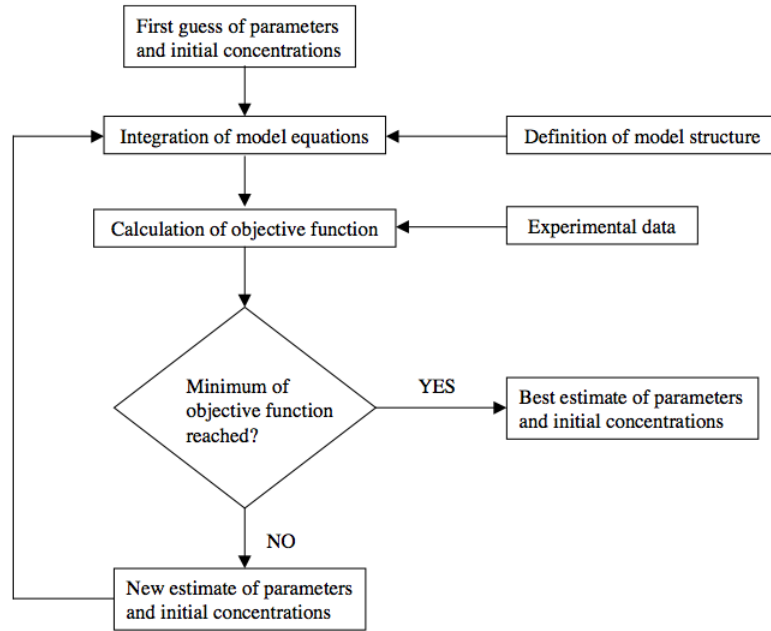 First guess of parameters
and initial concentrations
Integration of model equations
Definition of model structure
Calculation of objective function
Experimental data
Minimum of
objective function
reached?
YES
Best estimate of parameters
and initial concentrations
NO
New estimate of parameters
and initial concentrations